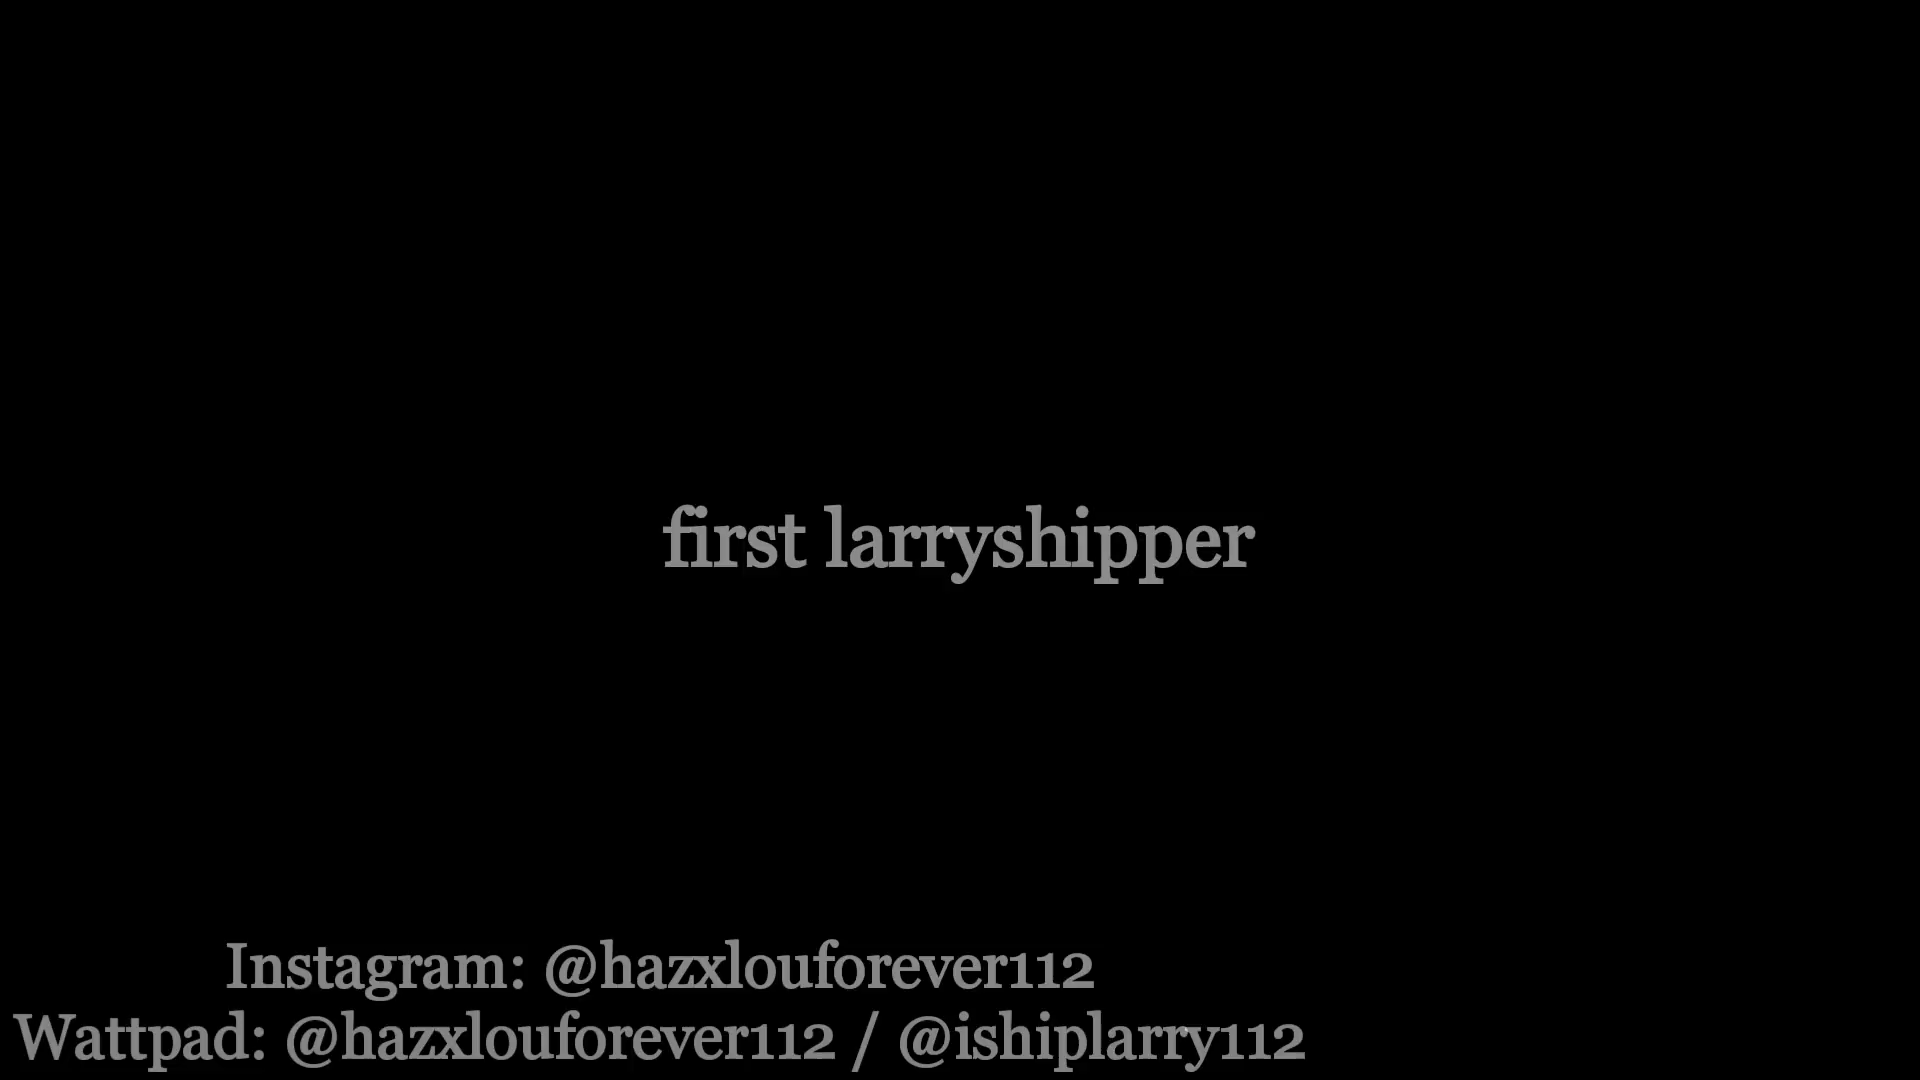 first larryshipper
Instagram: @hazxlouforever112
Wattpad: @hazxlouforever112 / @ishiplarry112